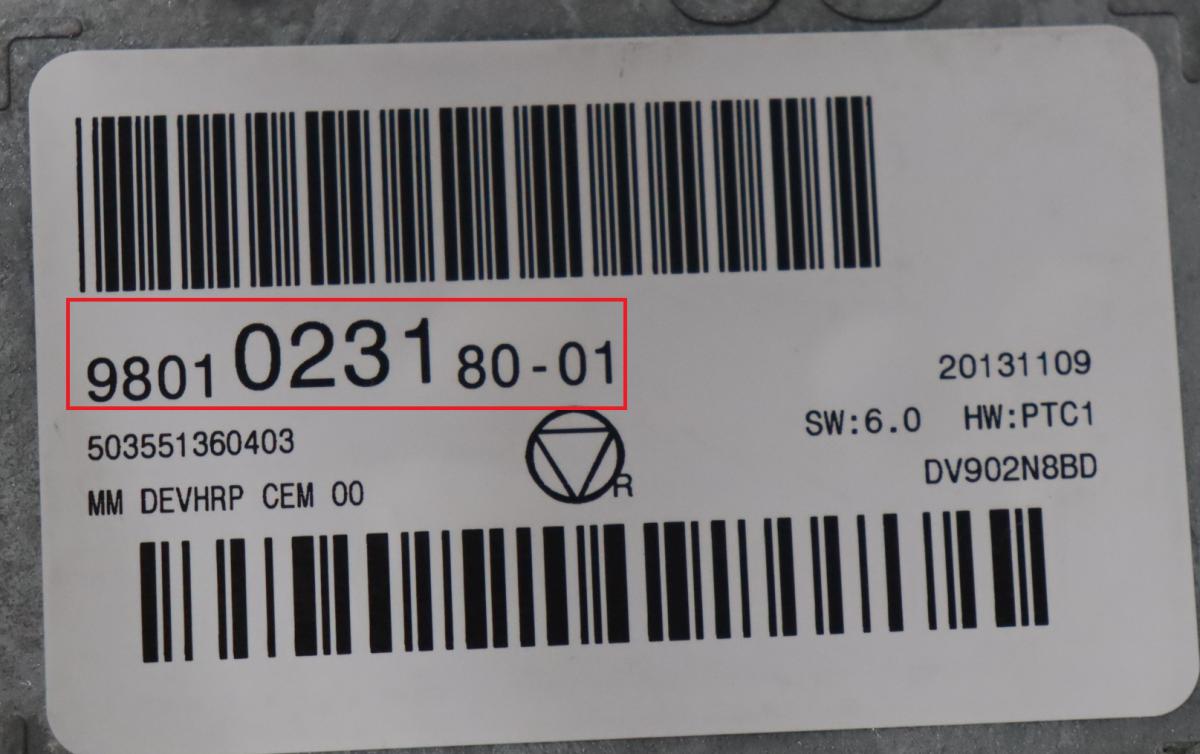 9801 0231 80-01
20131109
503551360403
SW:6.0 HW:PTC1
R
MM DEVHRP CEM 00
DV902N8BD